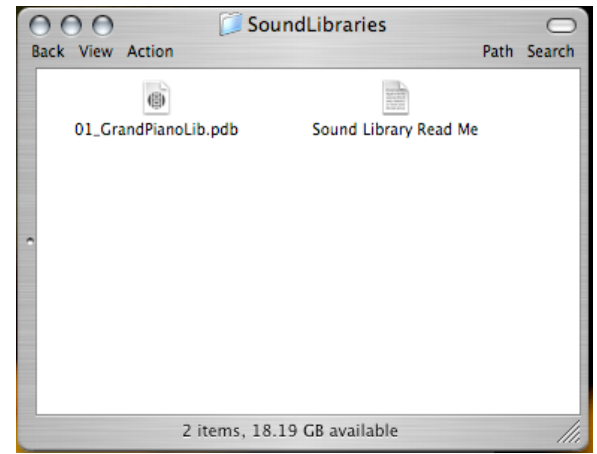 SoundLibraries
Back View Action Path Search
01_GrandPianoLib.pdb Sound Library Read Me
2 items, 18.19 GB available